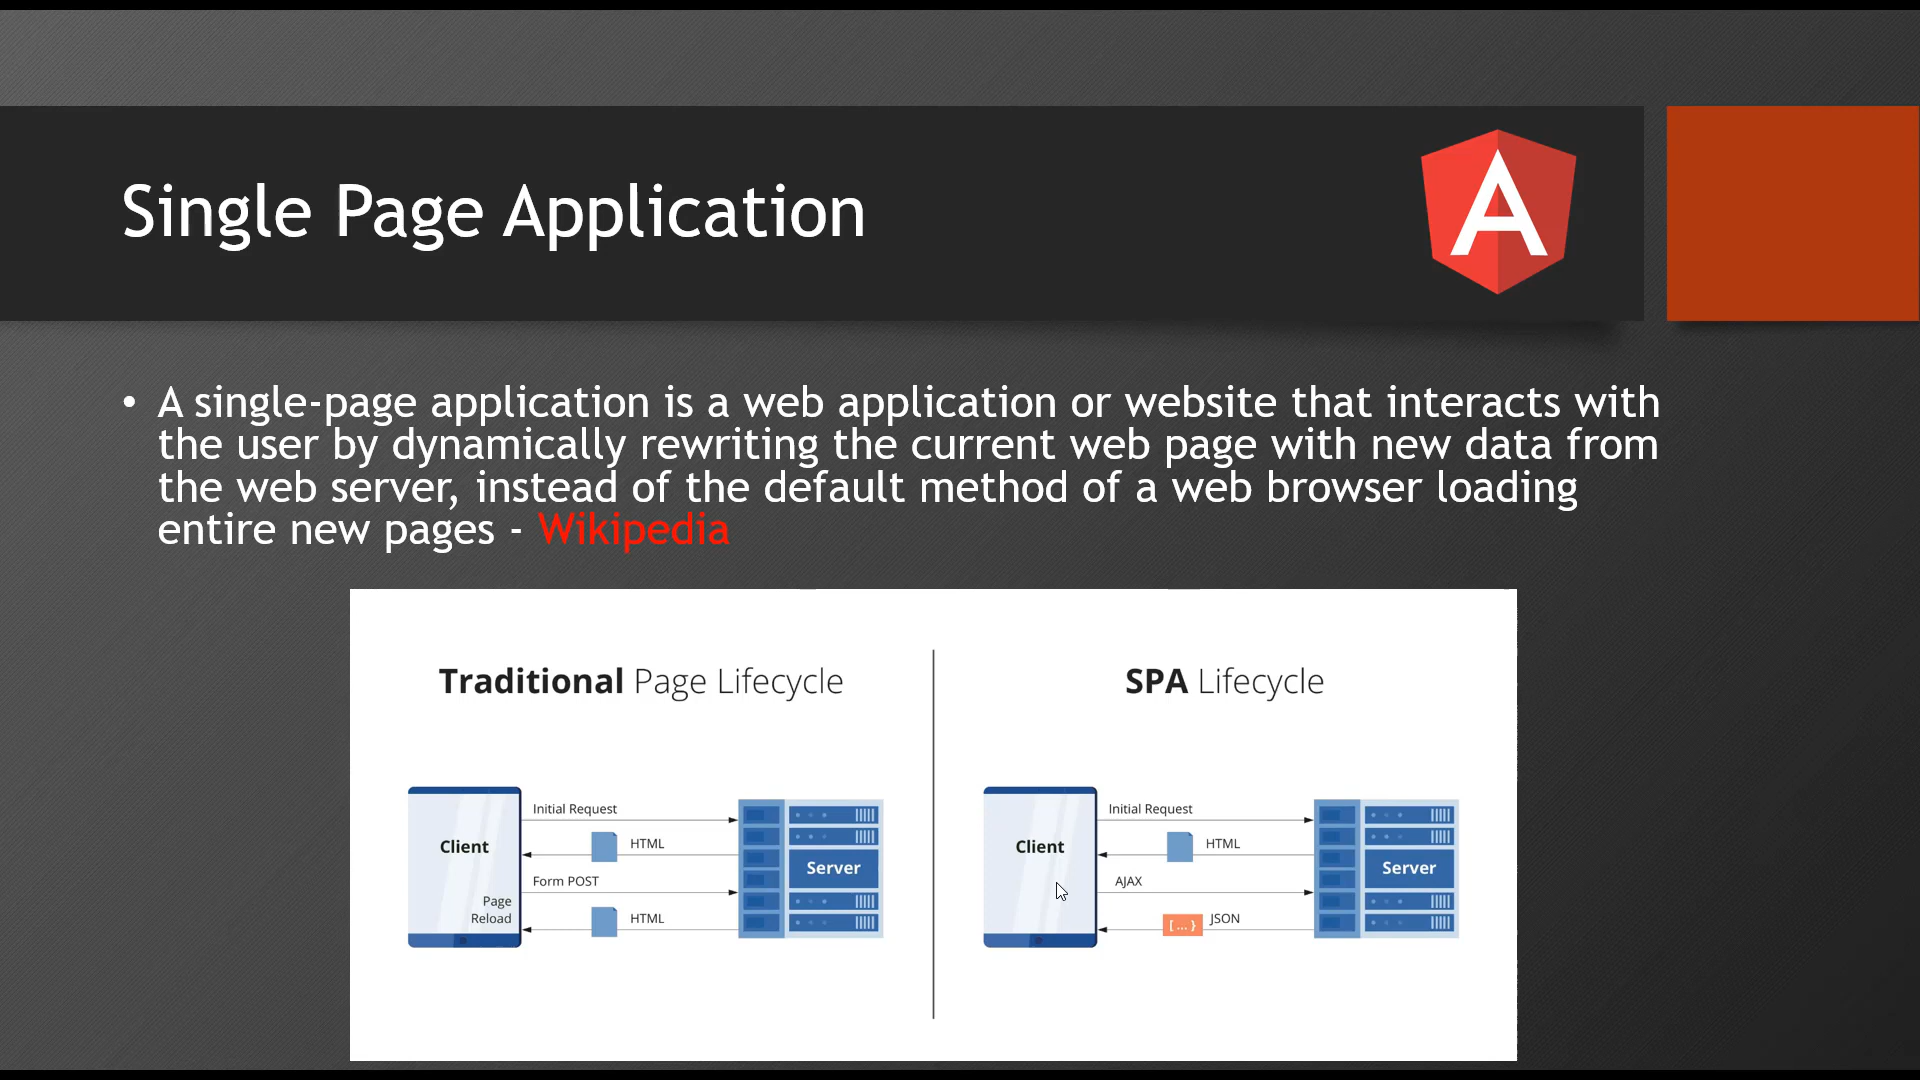 Single Page Application
A
• A single-page application is a web application or website that interacts with
the user by dynamically rewriting the current web page with new data from
the web server, instead of the default method of a web browser loading
entire new pages - Wikipedia
Traditional Page Lifecycle
Client
Initial Request
HTML
Form POST
Page
Reload
HTML
Server
SPA Lifecycle
Client
Initial Request
HTML
AJAX
{ ... }
JSON
Server